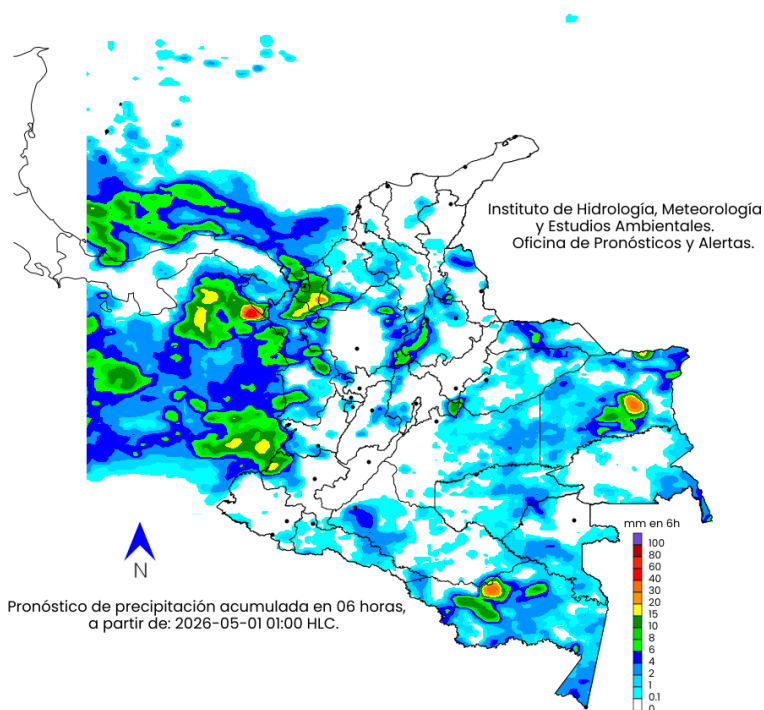 Instituto de Hidrología, Meteorología
y Estudios Ambientales.
Oficina de Pronósticos y Alertas.
mm en 6h
100
80
60
40
30
20
15
10
8
6
4
2
1
0.1
0
N
Pronóstico de precipitación acumulada en 06 horas,
a partir de: 2026-05-01 01:00 HLC.